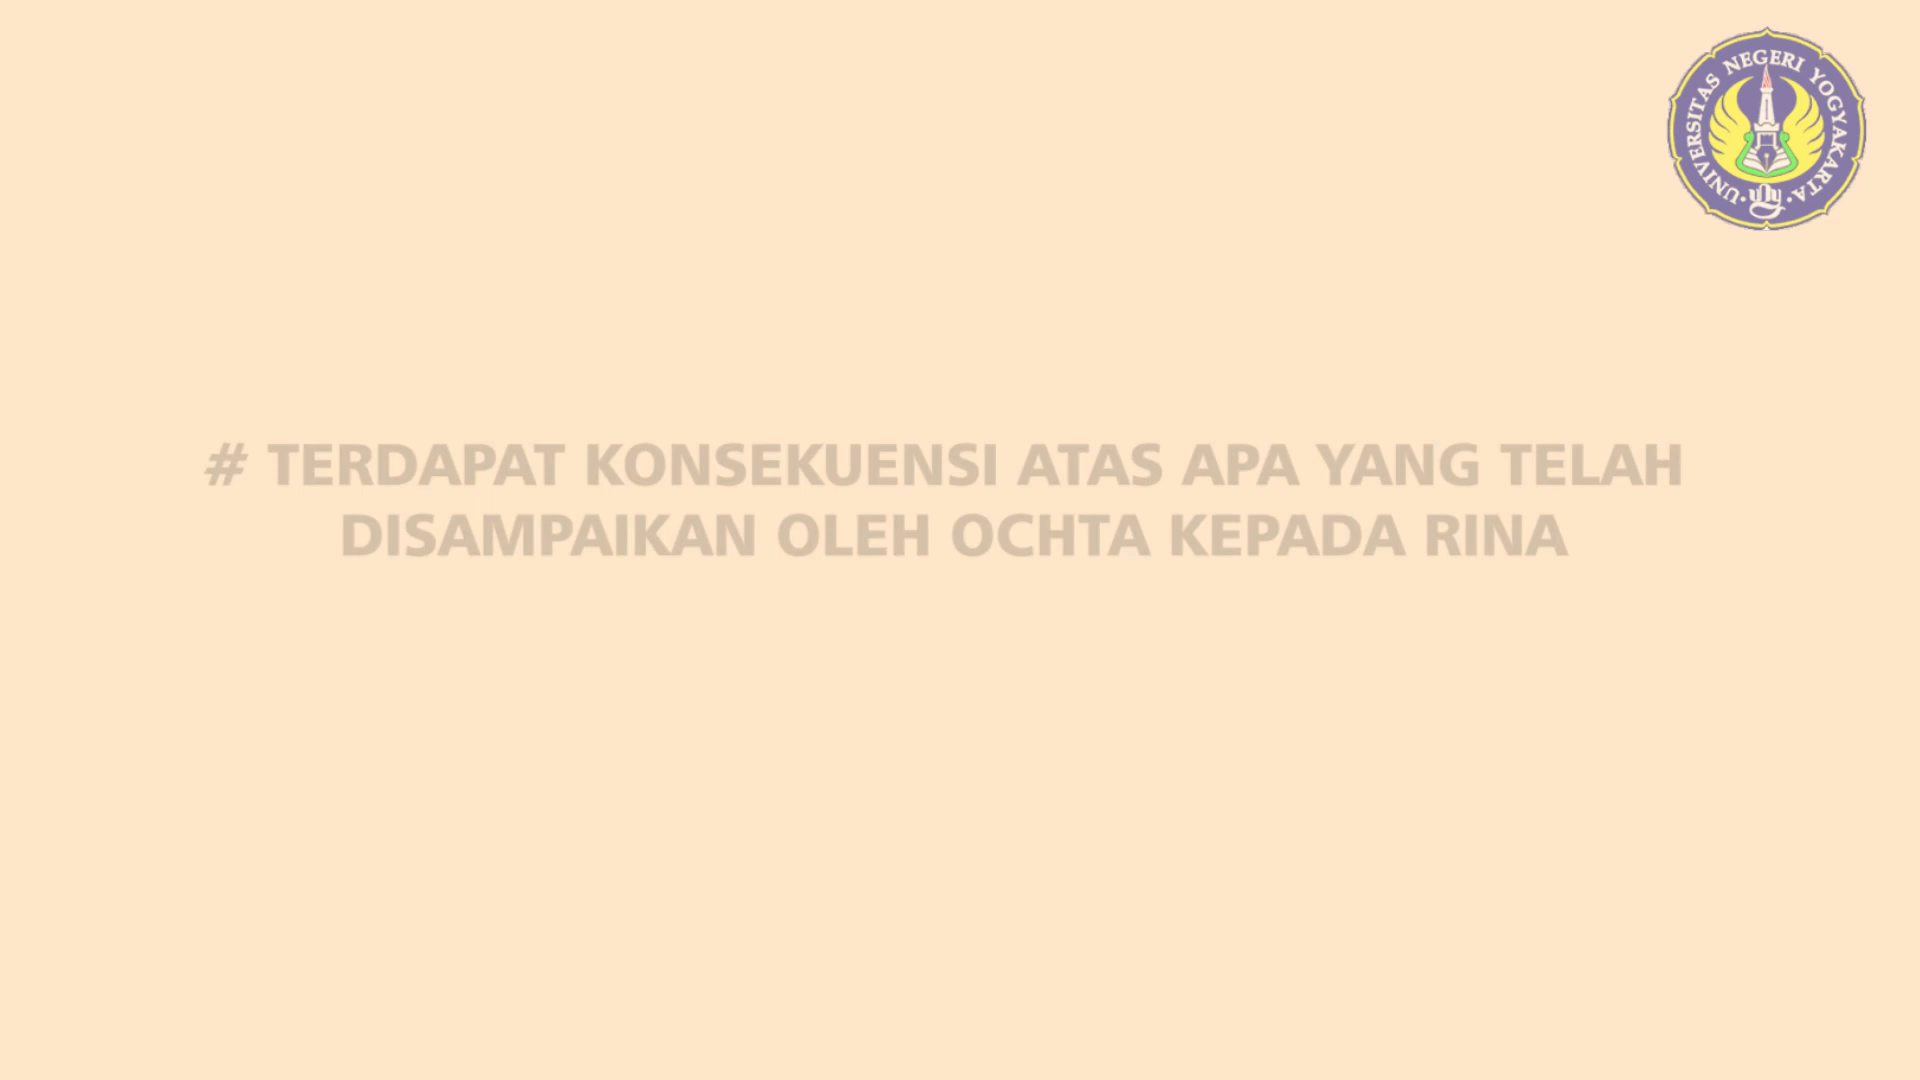 UNIVERSITAS NEGERI YOGYAKARTA
uny
# TERDAPAT KONSEKUENSI ATAS APA YANG TELAH
DISAMPAIKAN OLEH OCHTA KEPADA RINA